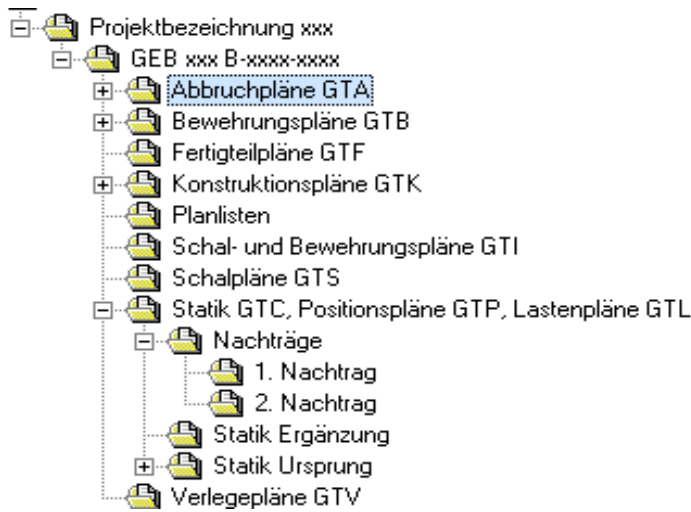 Projektbezeichnung xxx
GEB xxx B-xxxx-xxxx
Abbruchpläne GTA
Bewehrungspläne GTB
Fertigteilpläne GTF
Konstruktionspläne GTK
Planlisten
Schal- und Bewehrungspläne GTI
Schalpläne GTS
Statik GTC, Positionspläne GTP, Lastenpläne GTL
Nachträge
1. Nachtrag
2. Nachtrag
Statik Ergänzung
Statik Ursprung
Verlegepläne GTV